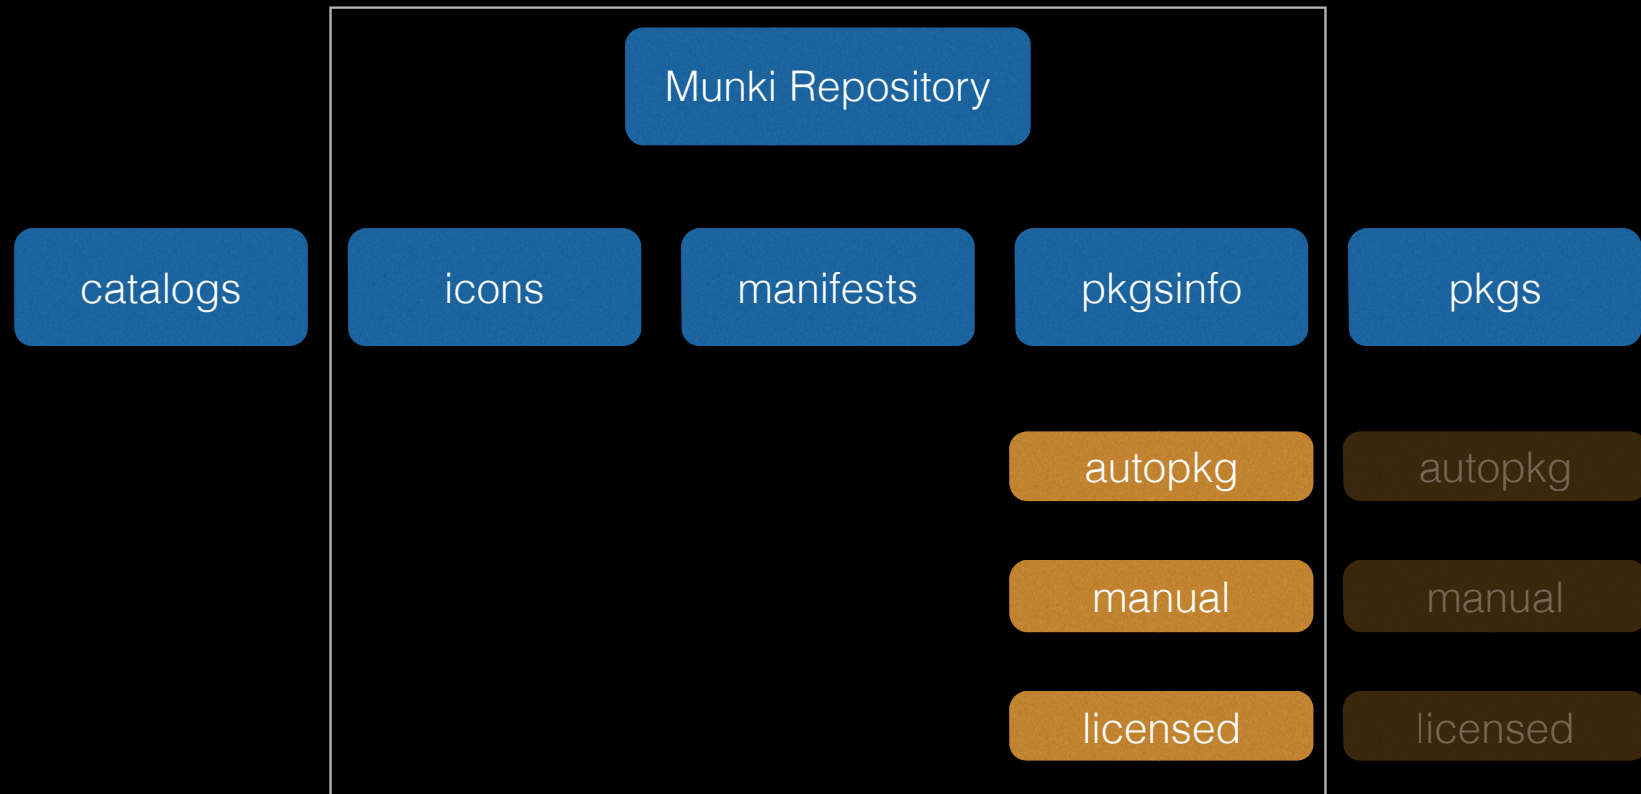 Munki Repository
catalogs
icons
manifests
pkgsinfo
pkgs
autopkg
autopkg
manual
manual
licensed
licensed